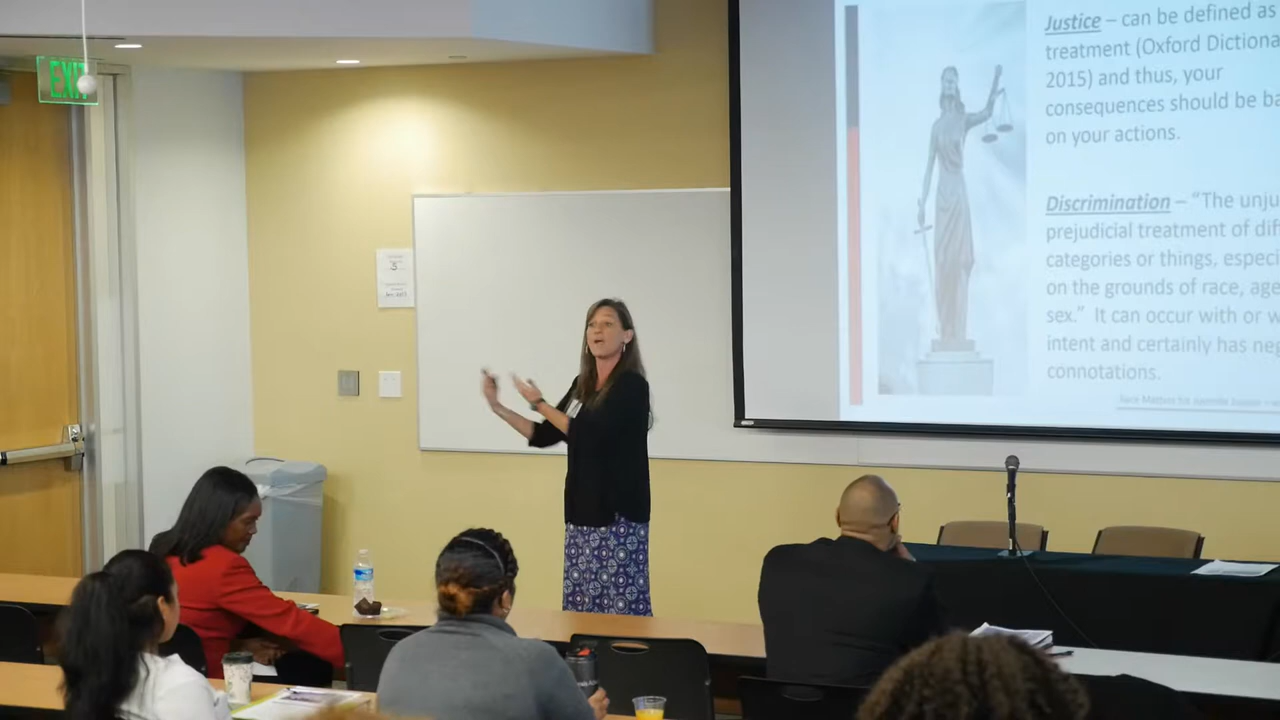 EXIT
Justice – can be defined as
treatment (Oxford Dictiona
2015) and thus, your
consequences should be ba
on your actions.
Discrimination – "The unju
prejudicial treatment of dif
categories or things, especi
on the grounds of race, age
sex." It can occur with or w
intent and certainly has neg
connotations.
5